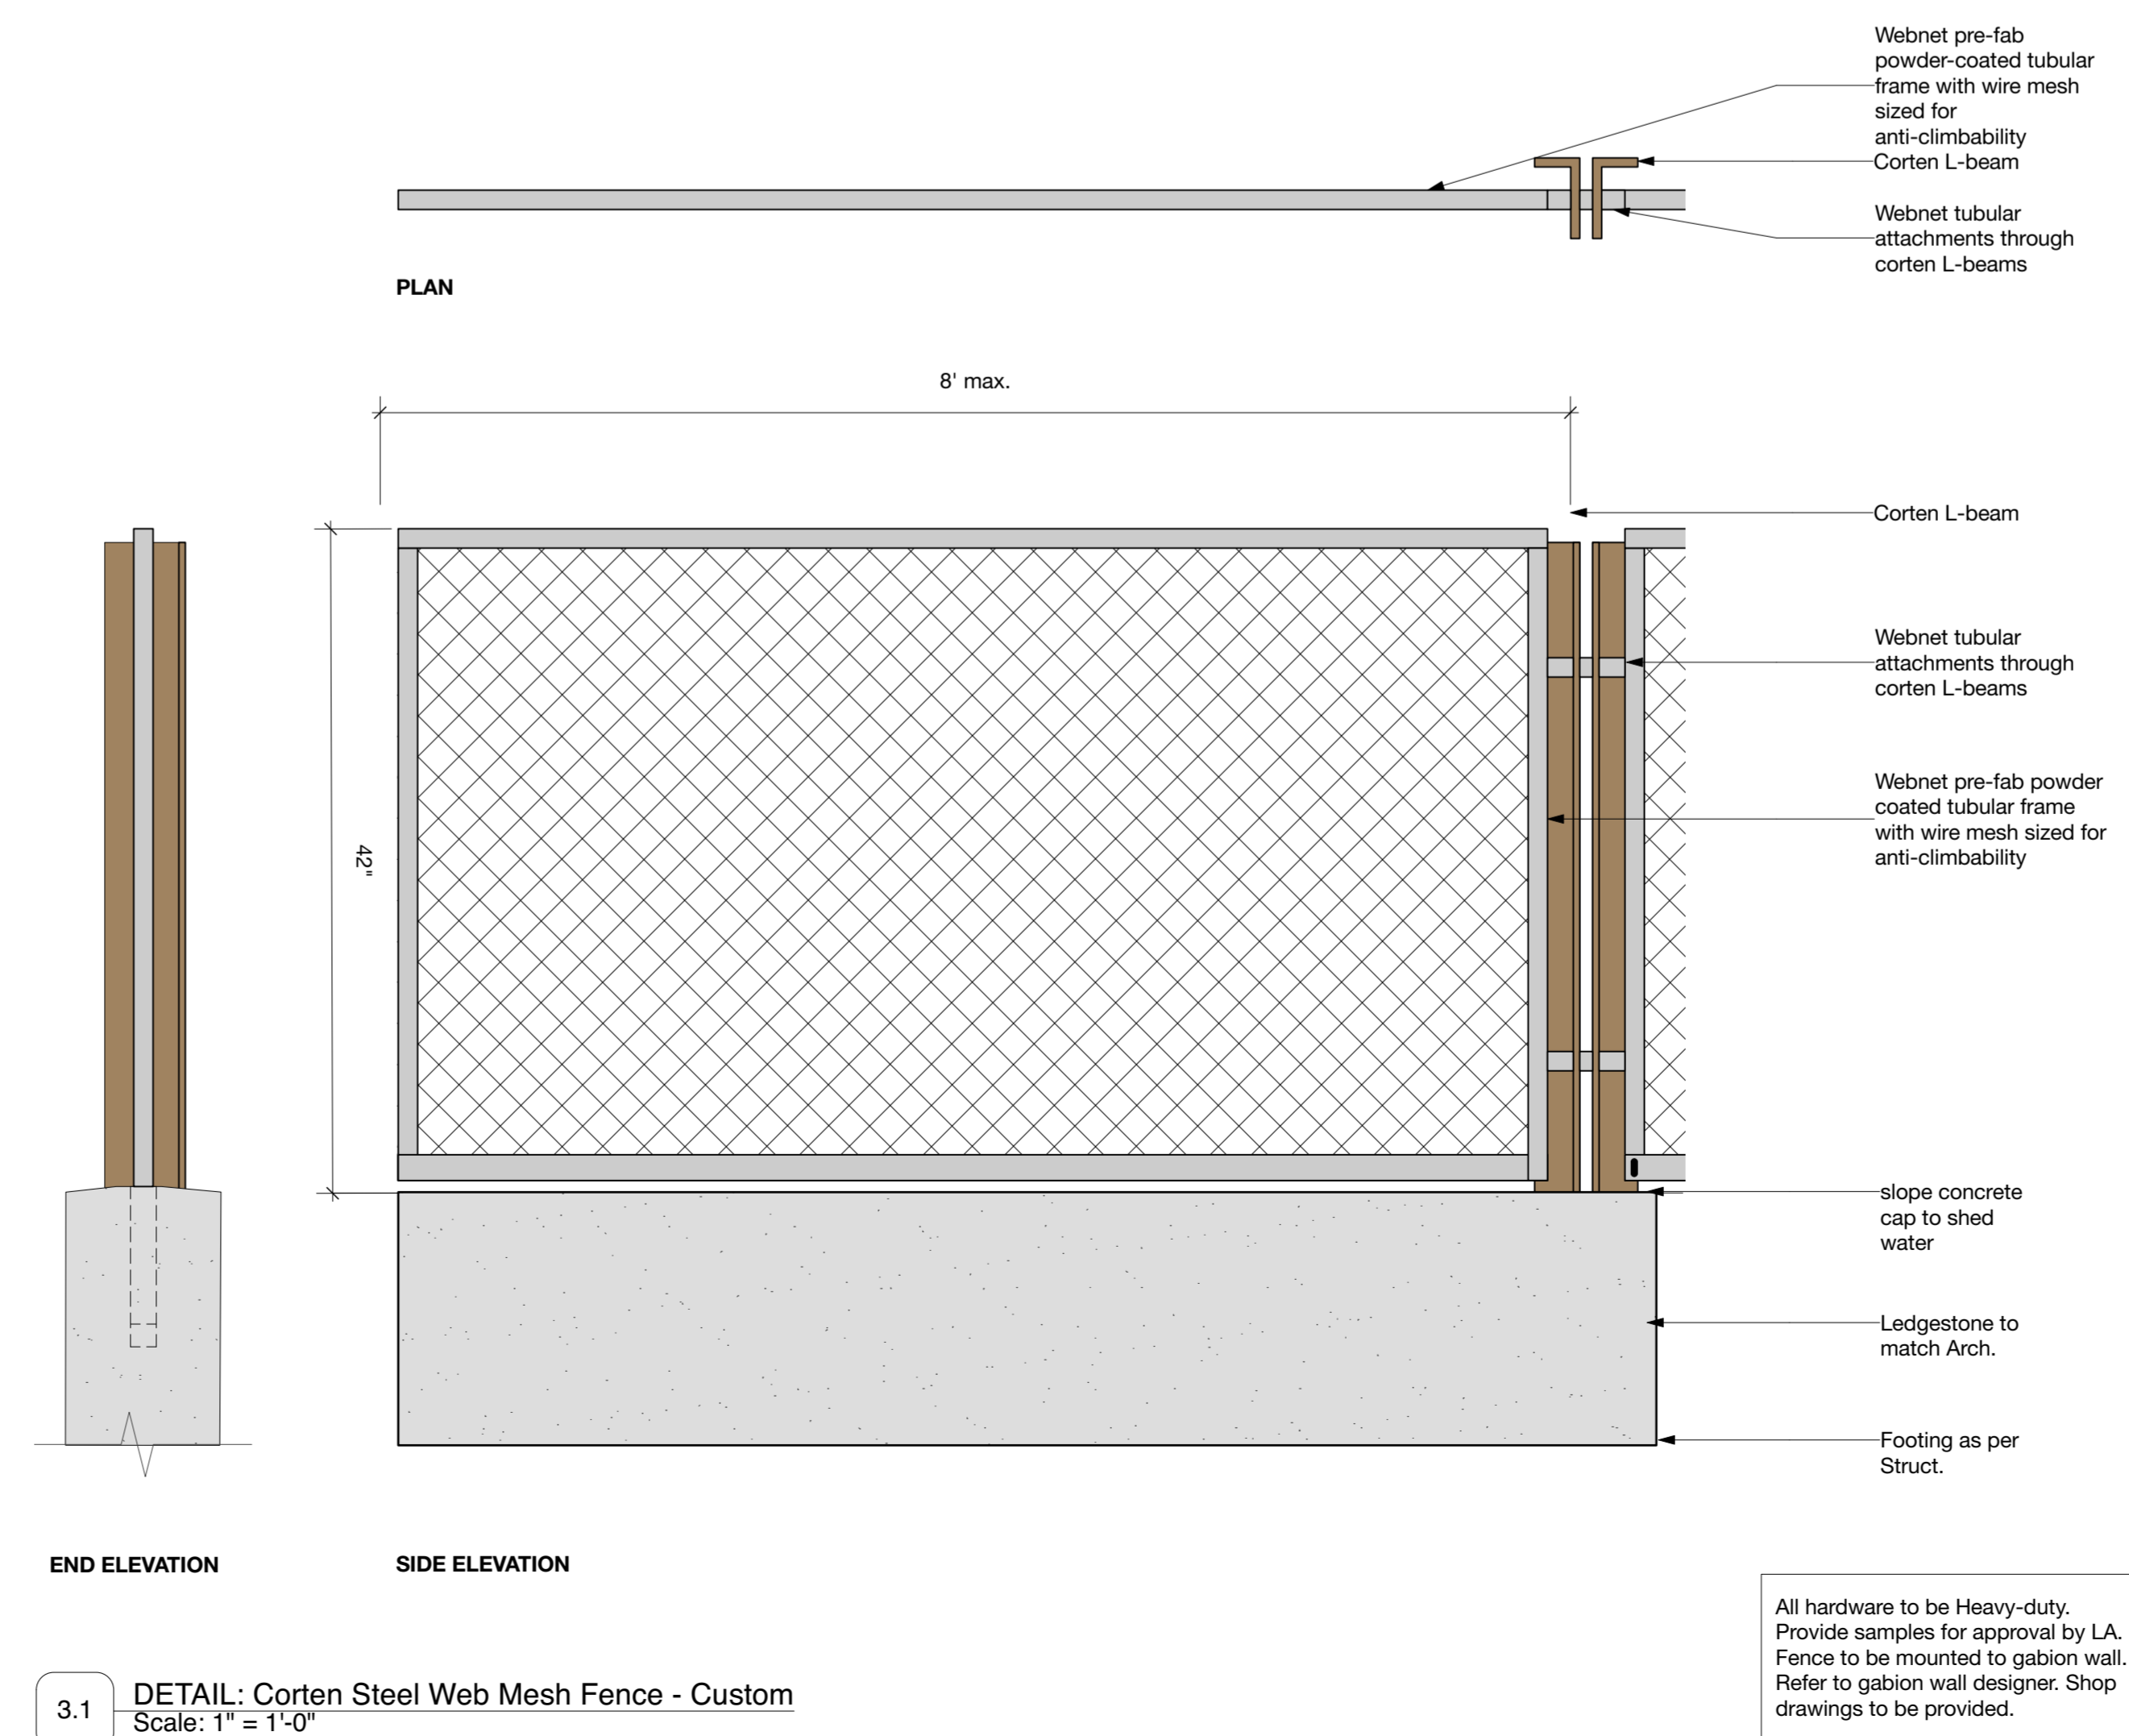 Webnet pre-fab
powder-coated tubular
frame with wire mesh
sized for
anti-climbability
Corten L-beam
Webnet tubular
attachments through
corten L-beams
PLAN
8' max.
Corten L-beam
Webnet tubular
attachments through
corten L-beams
42"
Webnet pre-fab powder
coated tubular frame
with wire mesh sized for
anti-climbability
slope concrete
cap to shed
water
Ledgestone to
match Arch.
Footing as per
Struct.
END ELEVATION
SIDE ELEVATION
All hardware to be Heavy-duty.
Provide samples for approval by LA.
Fence to be mounted to gabion wall.
Refer to gabion wall designer. Shop
drawings to be provided.
3.1
DETAIL: Corten Steel Web Mesh Fence - Custom
Scale: 1" = 1'-0"